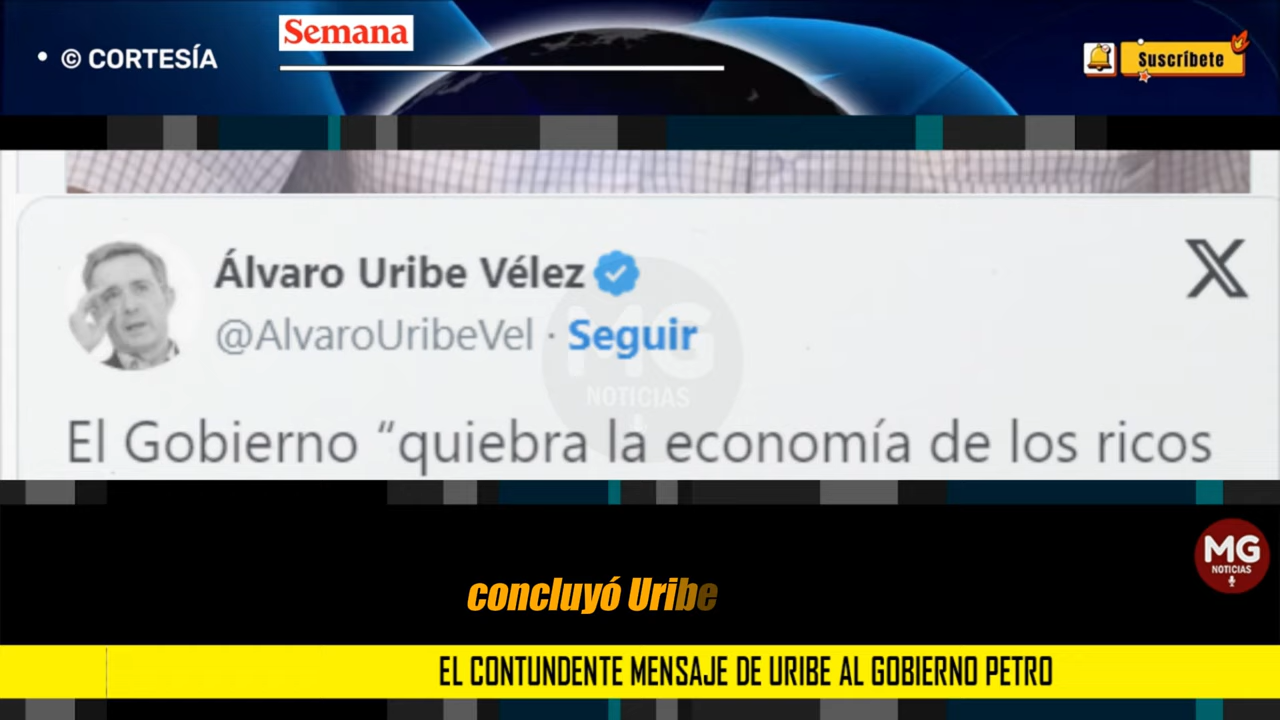 • © CORTESÍA
Semana
Suscríbete
Álvaro Uribe Vélez
@AlvaroUribeVel · Seguir
MG
NOTICIAS
El Gobierno “quiebra la economía de los ricos
MG
NOTICIAS
concluyó Uribe
EL CONTUNDENTE MENSAJE DE URIBE AL GOBIERNO PETRO